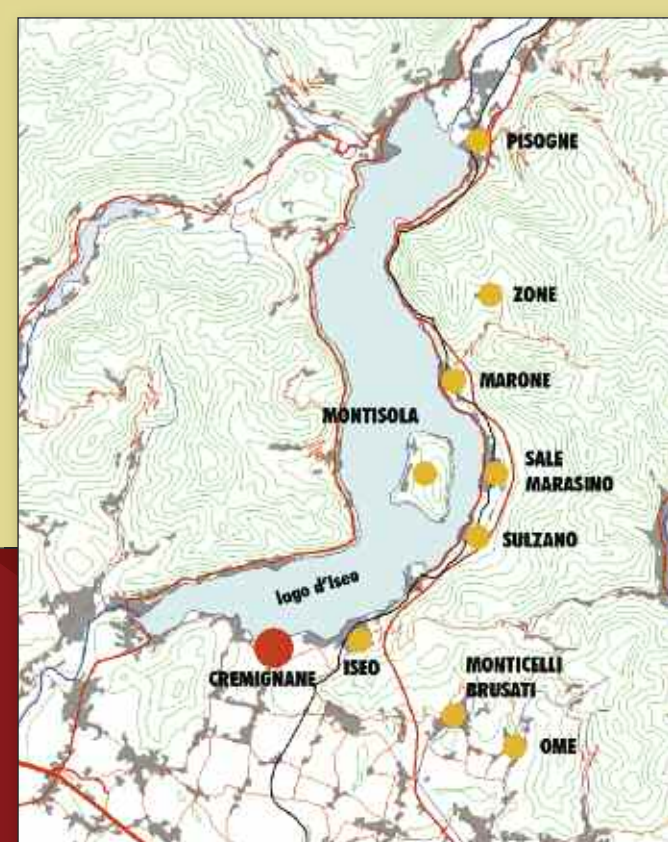 PISOGNE
ZONE
MARONE
MONTISOLA
SALE
MARASINO
SULZANO
lago d'Iseo
CREMIGNANE
ISEO
MONTICELLI
BRUSATI
OME